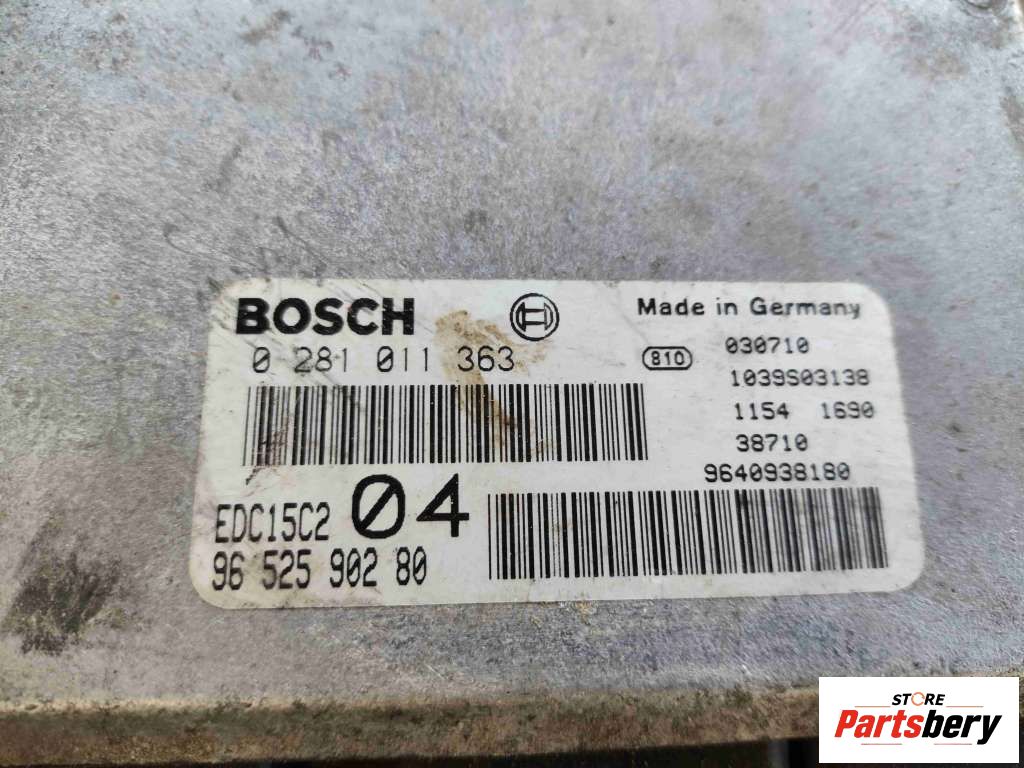 BOSCH
Made in Germany
0 281 011 363
810
030710
1039S03138
1154 1690
38710
9640938180
EDC15C2
04
96 525 902 80
STORE
Partsbery